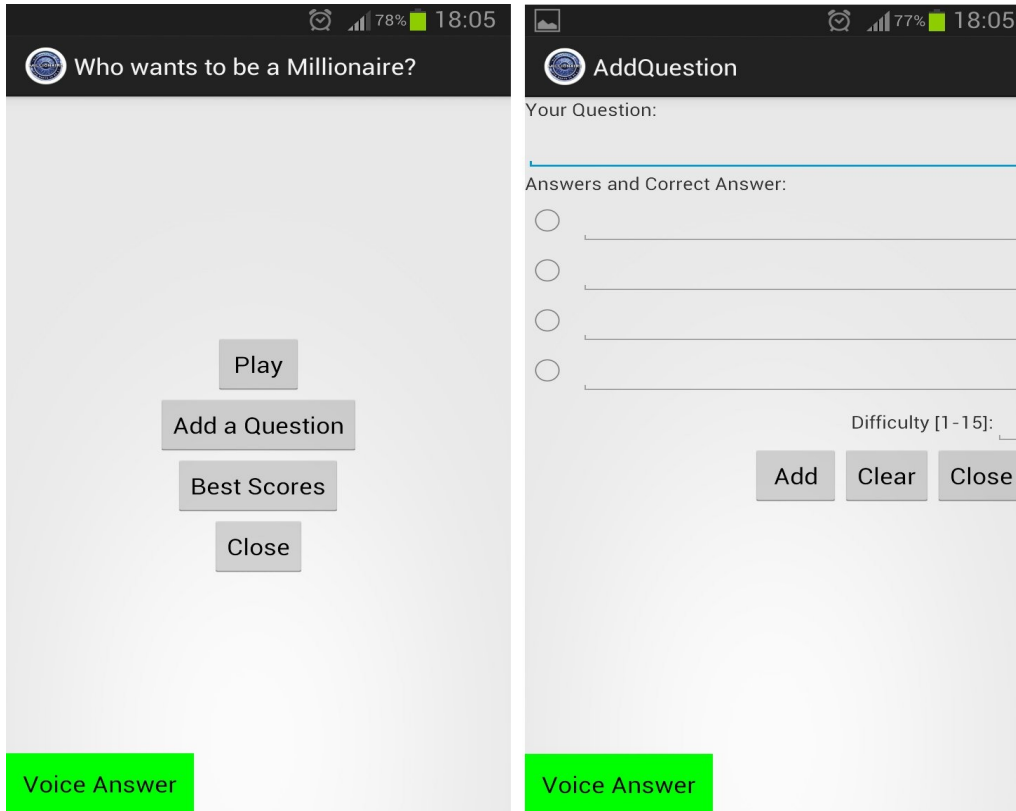 78% 18:05
Who wants to be a Millionaire?
Play
Add a Question
Best Scores
Close
Voice Answer
77% 18:05
AddQuestion
Your Question:
Answers and Correct Answer:
Difficulty [1-15]:
Add Clear Close
Voice Answer